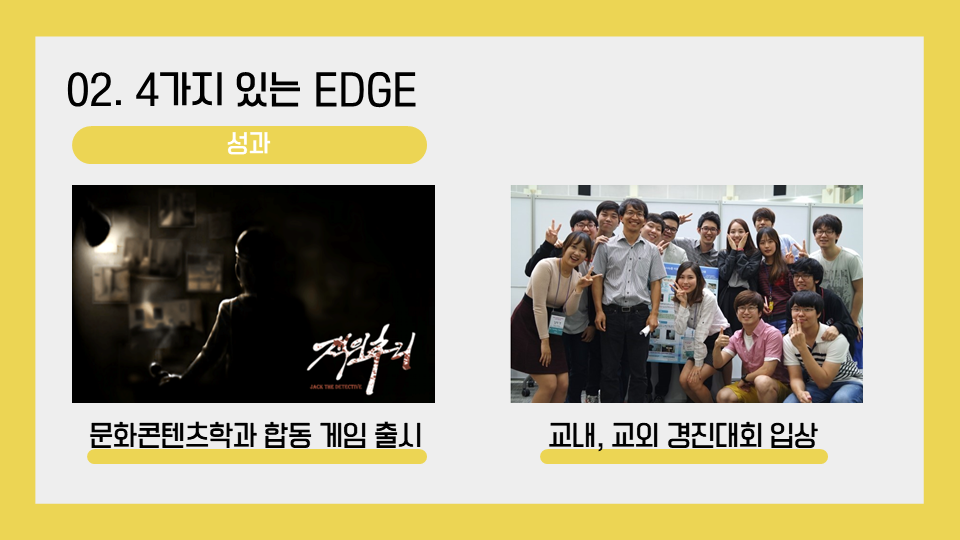 02. 4가지 있는 EDGE
성과
잭의추리
JACK THE DETECTIVE
문화콘텐츠학과 합동 게임 출시
교내, 교외 경진대회 입상